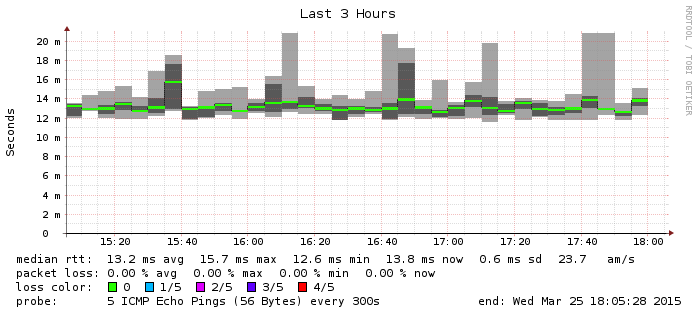 Last 3 Hours
RRDTOOL / TOBI OETIKER
Seconds
20 m
18 m
16 m
14 m
12 m
10 m
8 m
6 m
4 m
2 m
0
15:20 15:40 16:00 16:20 16:40 17:00 17:20 17:40 18:00
median rtt: 13.2 ms avg 15.7 ms max 12.6 ms min 13.8 ms now 0.6 ms sd 23.7 am/s
packet loss: 0.00 % avg 0.00 % max 0.00 % min 0.00 % now
loss color: 0 1/5 2/5 3/5 4/5
probe: 5 ICMP Echo Pings (56 Bytes) every 300s end: Wed Mar 25 18:05:28 2015